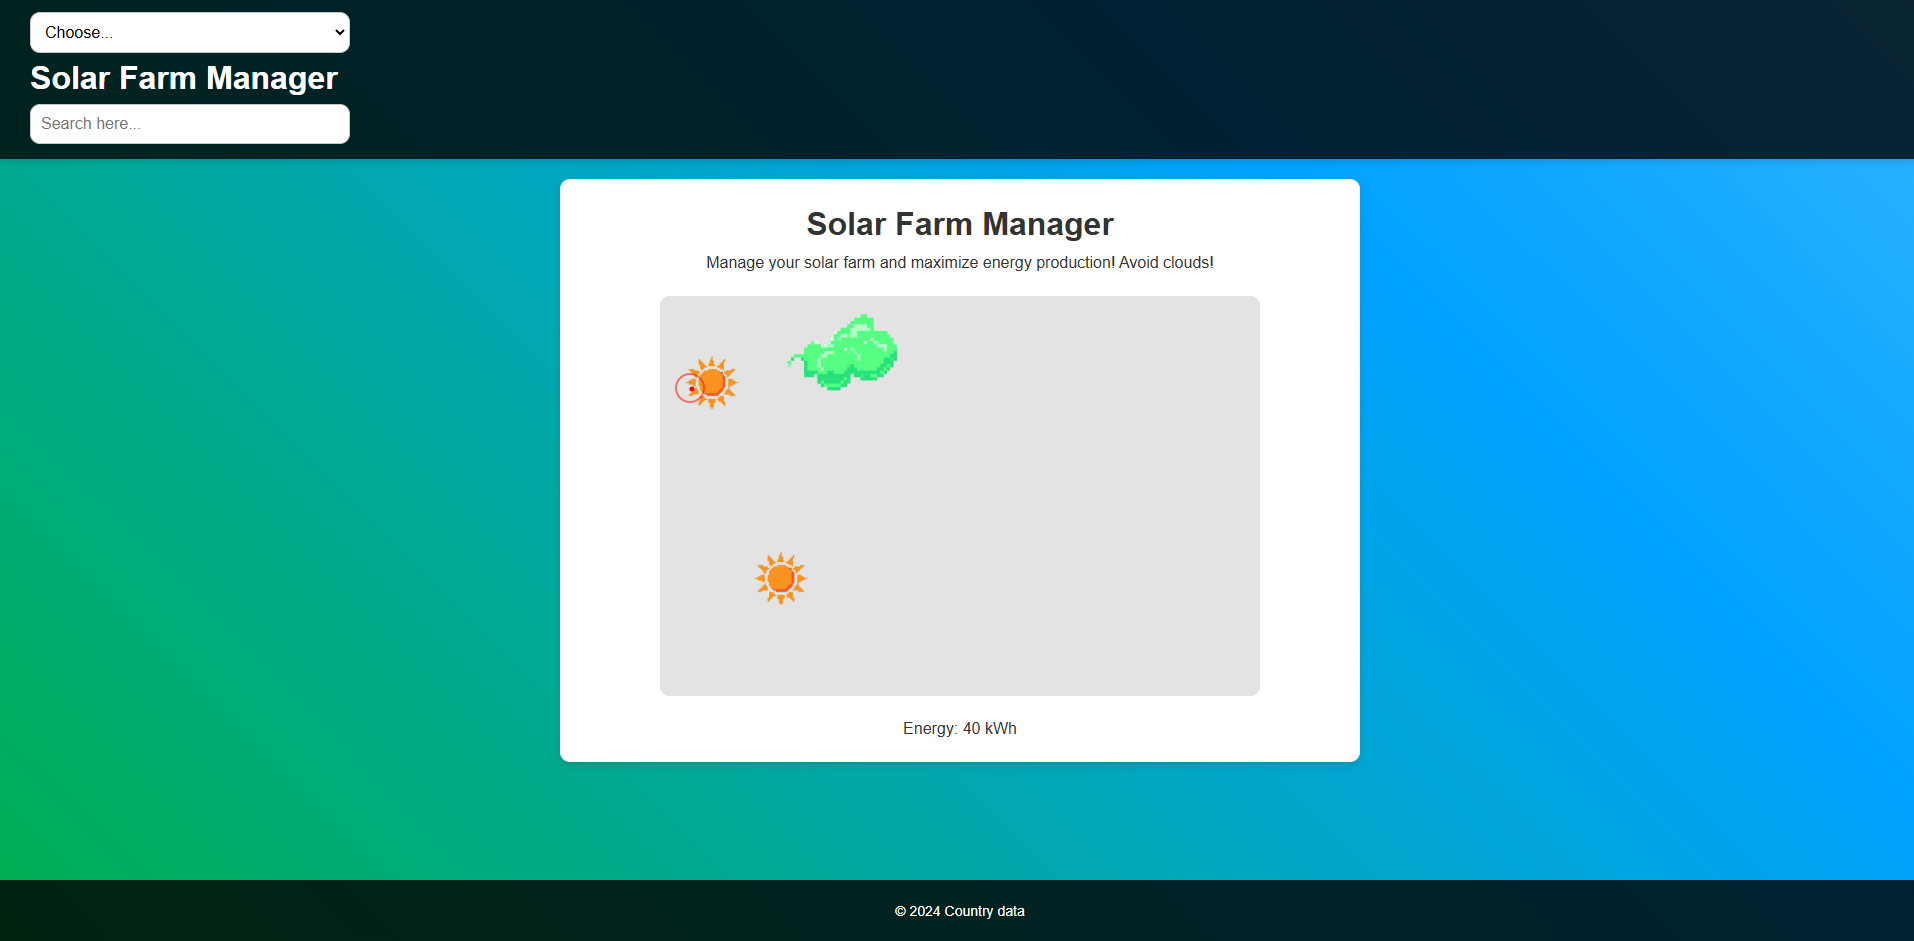 Choose...
Solar Farm Manager
Search here...
Solar Farm Manager
Manage your solar farm and maximize energy production! Avoid clouds!
Energy: 40 kWh
© 2024 Country data